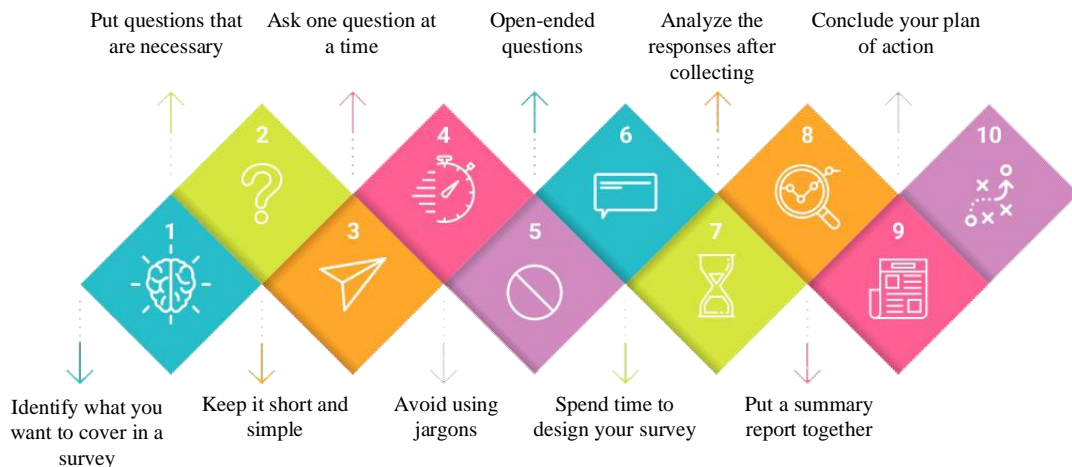 Put questions that
are necessary
Ask one question at
a time
Open-ended
questions
Analyze the
responses after
collecting
Conclude your plan
of action
1
2
3
4
5
6
7
8
9
10
Identify what you
want to cover in a
survey
Keep it short and
simple
Avoid using
jargons
Spend time to
design your survey
Put a summary
report together